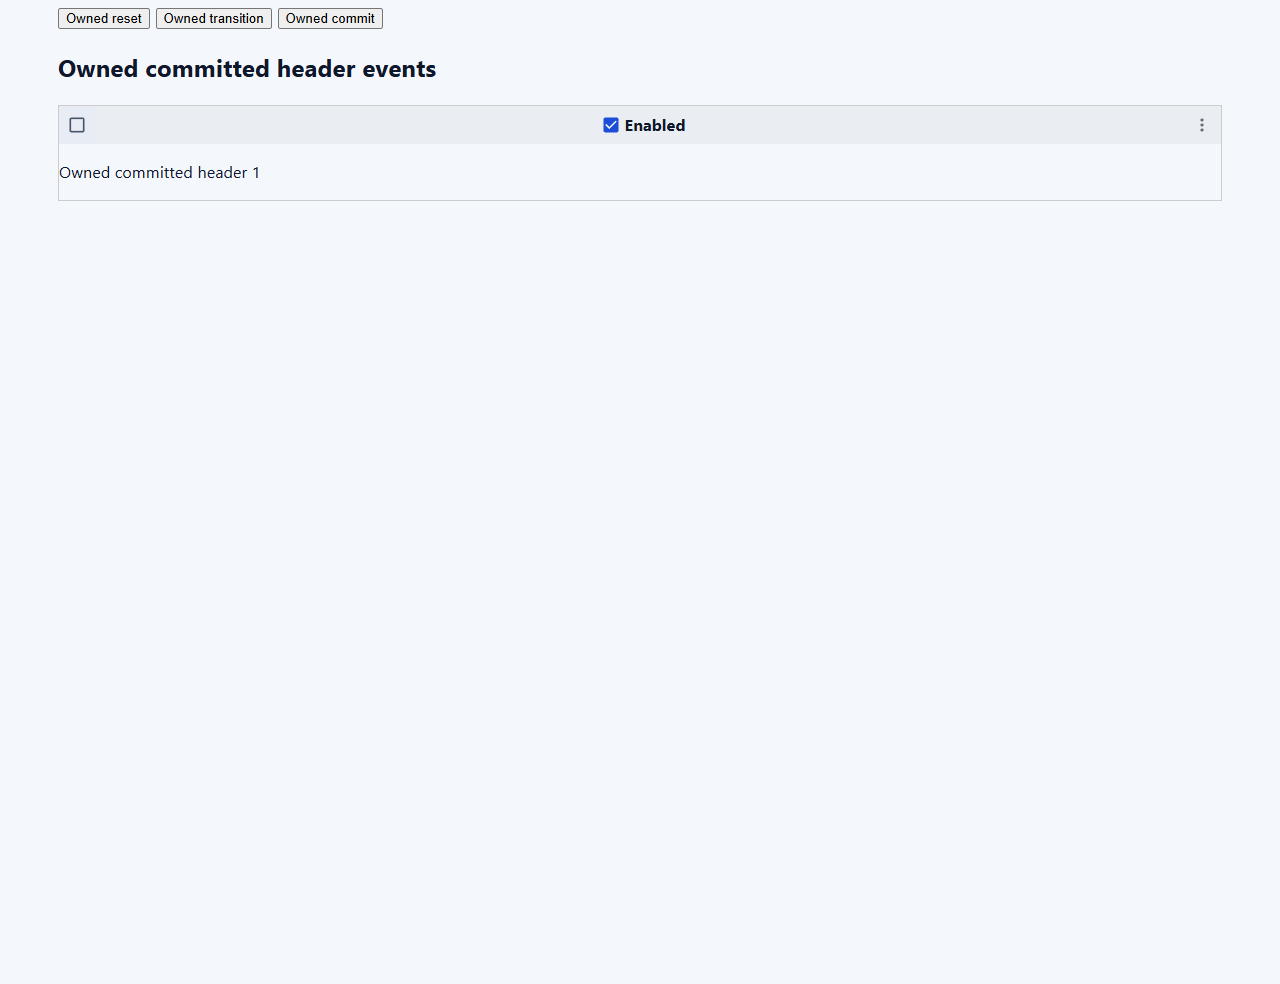 Owned reset Owned transition Owned commit
Owned committed header events
Enabled
Owned committed header 1